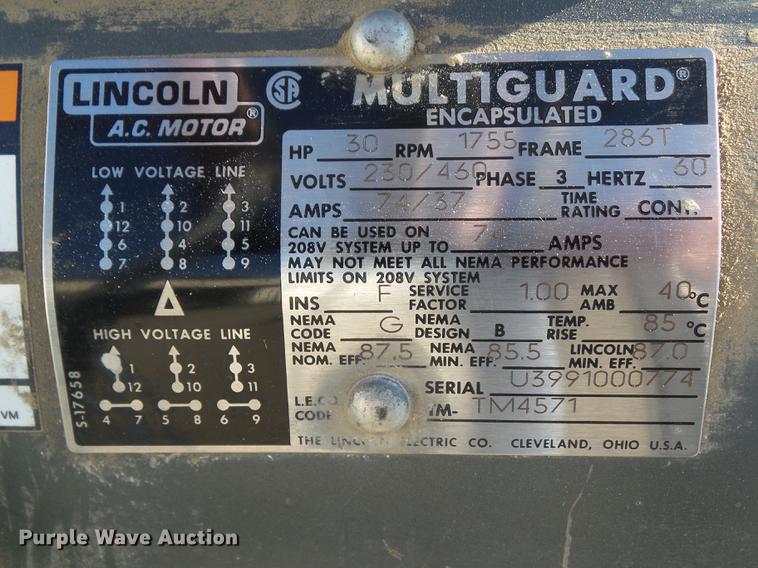 LINCOLN®
A.C. MOTOR
SA
MULTIGUARD®
ENCAPSULATED
LOW VOLTAGE LINE
1 2 3
12 10 11
6 4 5
7 8 9
HIGH VOLTAGE LINE
1 2 3
12 10 11
4 7 5 8 6 9
S-17658
HP 30 RPM 1755 FRAME 286T
VOLTS 230/460 PHASE 3 HERTZ 60
AMPS 74/37 TIME RATING CONT.
CAN BE USED ON
208V SYSTEM UP TO 74 AMPS
MAY NOT MEET ALL NEMA PERFORMANCE
LIMITS ON 208V SYSTEM
INS F SERVICE FACTOR 1.00 MAX AMB 40 °C
NEMA CODE G NEMA DESIGN B TEMP. RISE 85 °C
NEMA NOM. EFF. 87.5 NEMA MIN. EFF. 85.5 LINCOLN MIN. EFF. 87.0
SERIAL U3991000774
L.E.CO. CODE TM4571
THE LINCOLN ELECTRIC CO. CLEVELAND, OHIO U.S.A.
VM
Purple Wave Auction